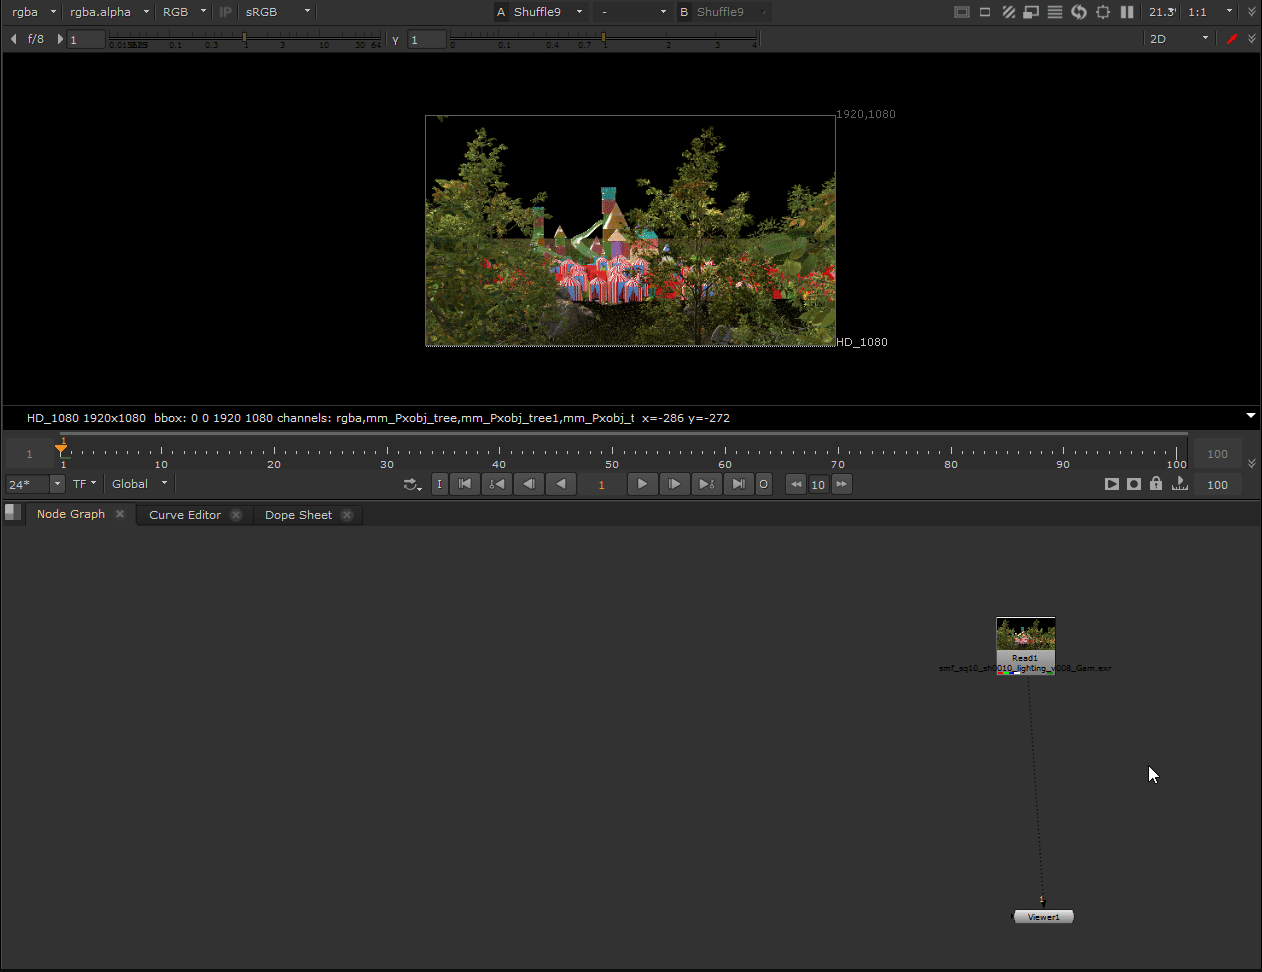 rgba rgba.alpha RGB IP sRGB A Shuffle9 - B Shuffle9 21.3 1:1
f/8 1 0.1 0.3 1 3 10 30 64 y 1 0 0.1 0.4 0.7 1 2 3 4 2D
1920,1080
HD_1080
HD_1080 1920x1080 bbox: 0 0 1920 1080 channels: rgba,mm_Pxobj_tree,mm_Pxobj_tree1,mm_Pxobj_t x=-286 y=-272
1
1 100
1 10 20 30 40 50 60 70 80 90 100
24* TF Global I 1 O 10 100
Node Graph Curve Editor Dope Sheet
Read1
smf_sq10_sh0010_lighting_v008_Gam.exr
1
Viewer1